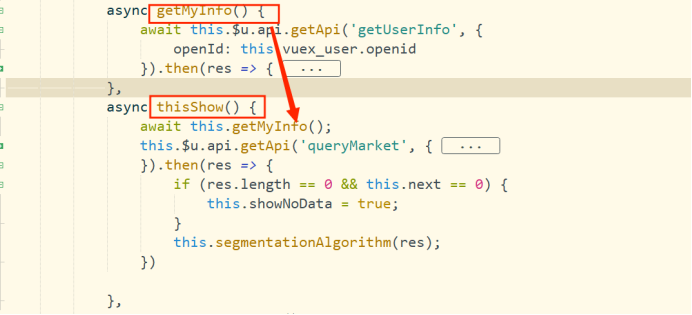 async getMyInfo() {
await this.$u.api.getApi('getUserInfo', {
openId: this.vuex_user.openid
}).then(res => { ...
},
async thisShow() {
await this.getMyInfo();
this.$u.api.getApi('queryMarket', { ...
}).then(res => {
if (res.length == 0 && this.next == 0) {
this.showNoData = true;
}
this.segmentationAlgorithm(res);
})
},